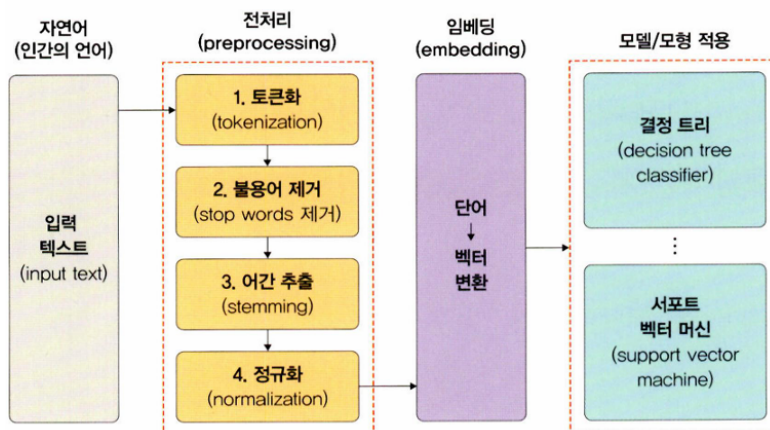 자연어
(인간의 언어)
입력
텍스트
(input text)
전처리
(preprocessing)
1. 토큰화
(tokenization)
2. 불용어 제거
(stop words 제거)
3. 어간 추출
(stemming)
4. 정규화
(normalization)
임베딩
(embedding)
단어
벡터
변환
모델/모형 적용
결정 트리
(decision tree
classifier)
⋮
서포트
벡터 머신
(support vector
machine)